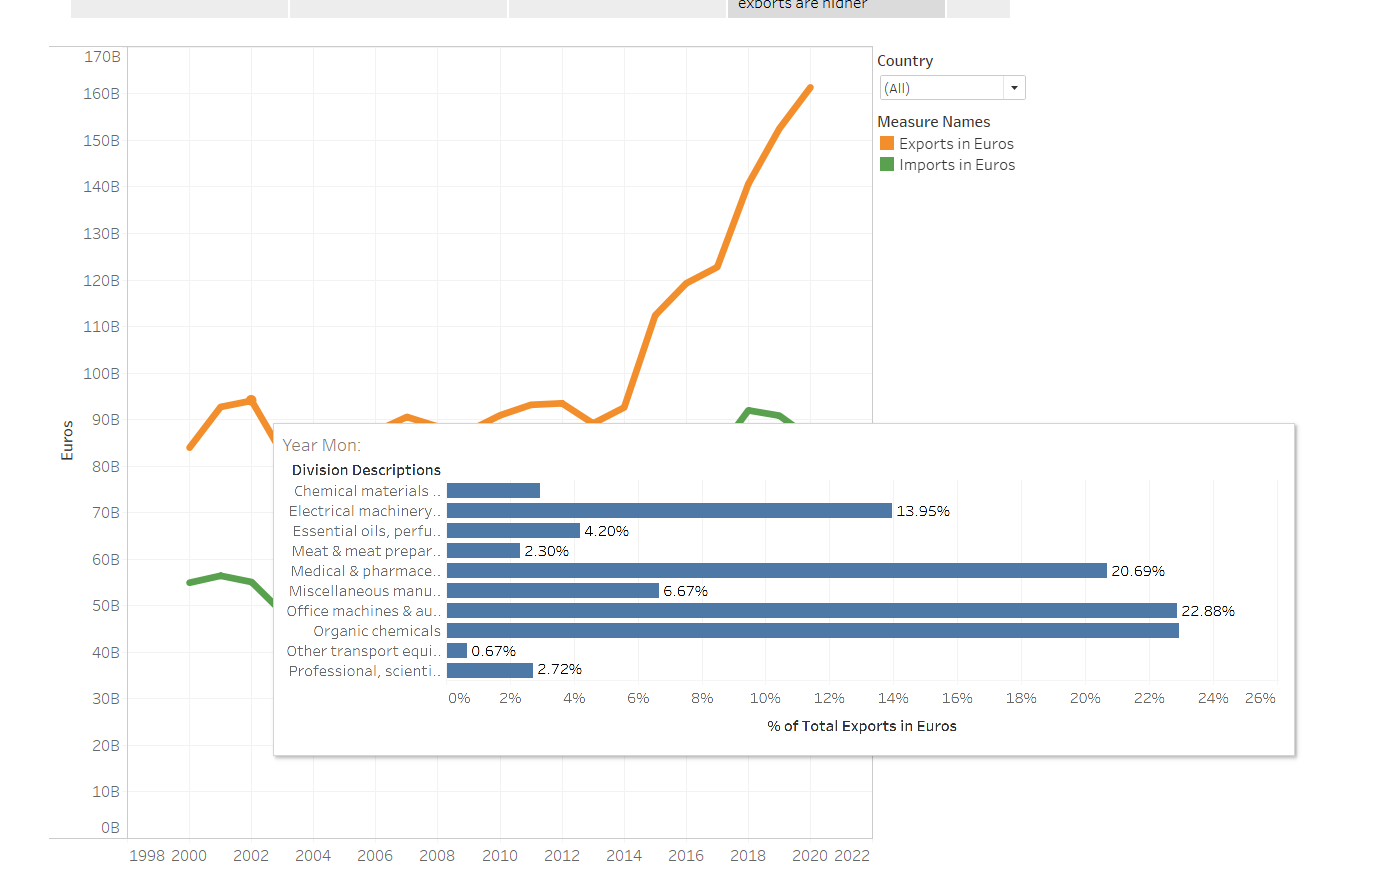 exports are higher
170B
160B
150B
140B
130B
120B
110B
100B
90B
80B
70B
60B
50B
40B
30B
20B
10B
0B
Euros
1998 2000 2002 2004 2006 2008 2010 2012 2014 2016 2018 2020 2022
Country
(All)
Measure Names
Exports in Euros
Imports in Euros
Year Mon:
Division Descriptions
Chemical materials ..
Electrical machinery.. 13.95%
Essential oils, perfu.. 4.20%
Meat & meat prepar.. 2.30%
Medical & pharmace.. 20.69%
Miscellaneous manu.. 6.67%
Office machines & au.. 22.88%
Organic chemicals
Other transport equi.. 0.67%
Professional, scienti.. 2.72%
0% 2% 4% 6% 8% 10% 12% 14% 16% 18% 20% 22% 24% 26%
% of Total Exports in Euros